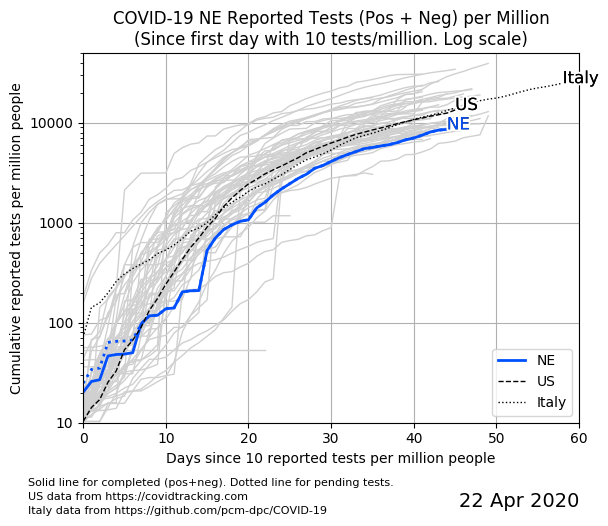 COVID-19 NE Reported Tests (Pos + Neg) per Million
(Since first day with 10 tests/million. Log scale)
Cumulative reported tests per million people
10000
1000
100
10
Italy
US
NE
NE
US
Italy
0 10 20 30 40 50 60
Days since 10 reported tests per million people
Solid line for completed (pos+neg). Dotted line for pending tests.
US data from https://covidtracking.com
Italy data from https://github.com/pcm-dpc/COVID-19
22 Apr 2020